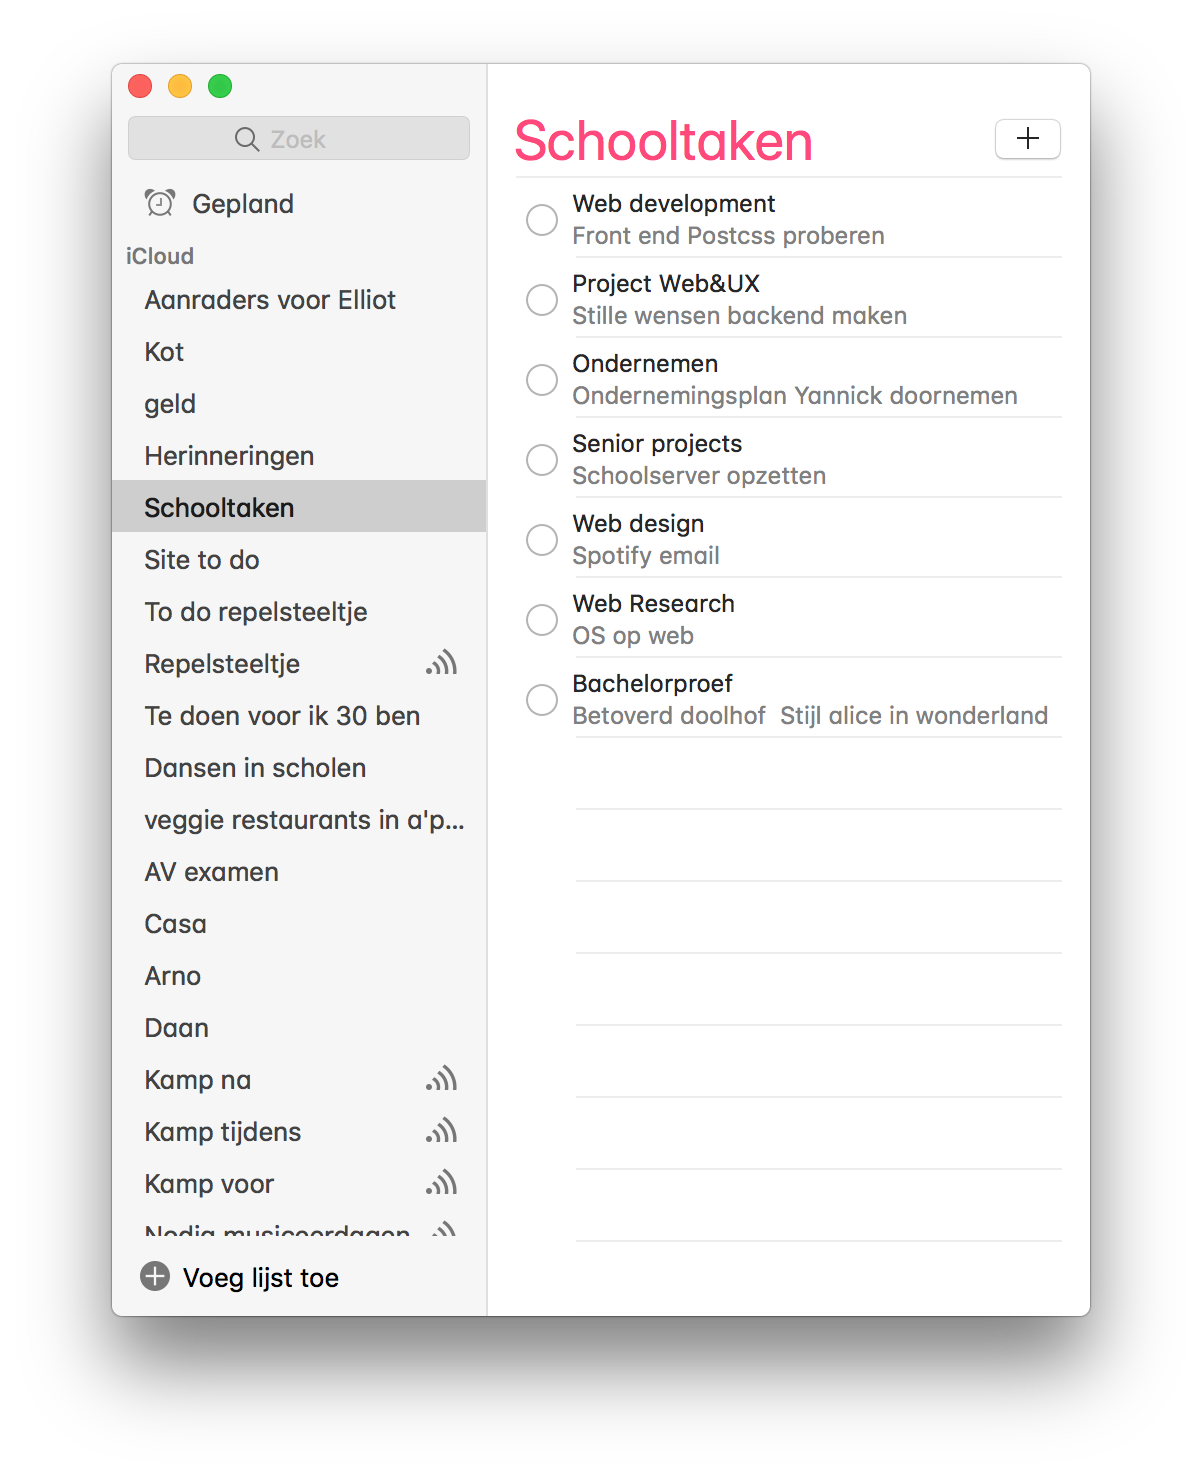 Zoek
Gepland
iCloud
Aanraders voor Elliot
Kot
geld
Herinneringen
Schooltaken
Site to do
To do repelsteeltje
Repelsteeltje
Te doen voor ik 30 ben
Dansen in scholen
veggie restaurants in a'p...
AV examen
Casa
Arno
Daan
Kamp na
Kamp tijdens
Kamp voor
Nodig musiceerdagen
Voeg lijst toe
Schooltaken
Web development
Front end Postcss proberen
Project Web&UX
Stille wensen backend maken
Ondernemen
Ondernemingsplan Yannick doornemen
Senior projects
Schoolserver opzetten
Web design
Spotify email
Web Research
OS op web
Bachelorproef
Betoverd doolhof  Stijl alice in wonderland